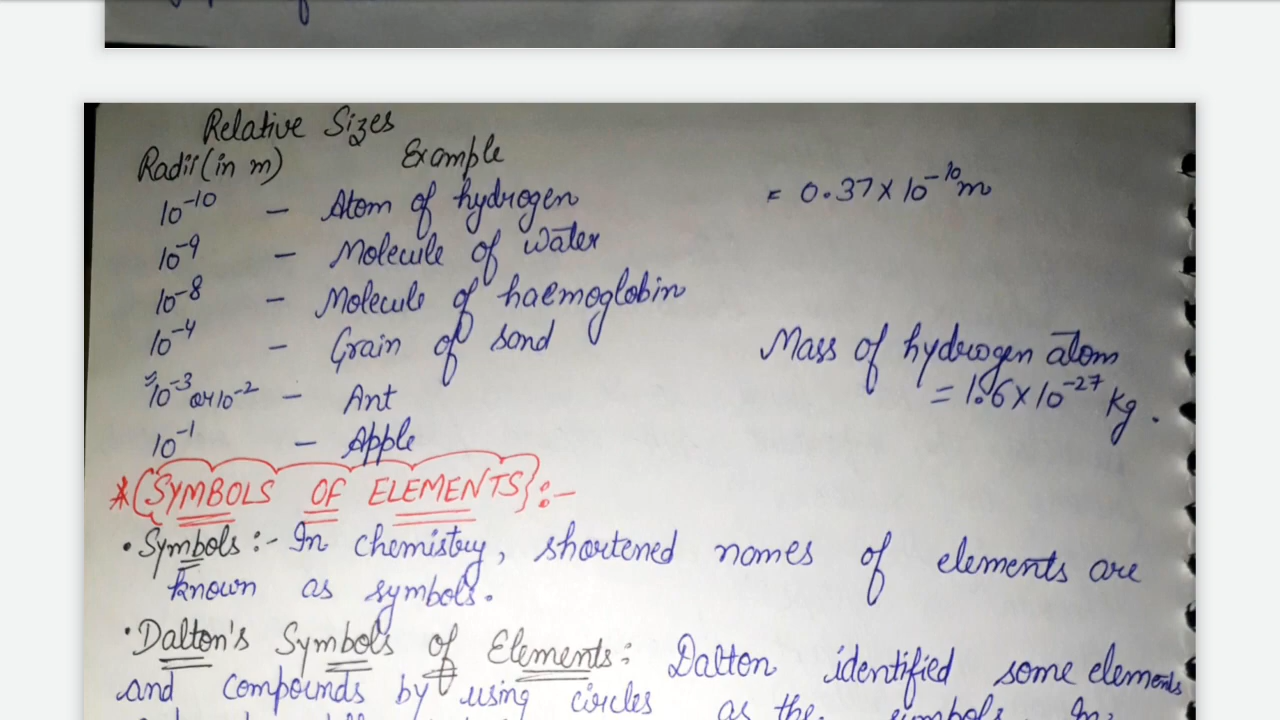 Relative Sizes
Radii (in m) Example
10⁻¹⁰ – Atom of hydrogen = 0.37 x 10⁻¹⁰ m
10⁻⁹ – Molecule of water
10⁻⁸ – Molecule of haemoglobin
10⁻⁴ – Grain of sand
10⁻³ or 10⁻² – Ant
10⁻¹ – Apple
Mass of hydrogen atom
= 1.6 x 10⁻²⁷ kg.
*{SYMBOLS OF ELEMENTS}:-
• Symbols :- In chemistry, shortened names of elements are
known as symbols.
• Dalton's Symbols of Elements: Dalton identified some elements
and compounds by using circles as the symbols. In